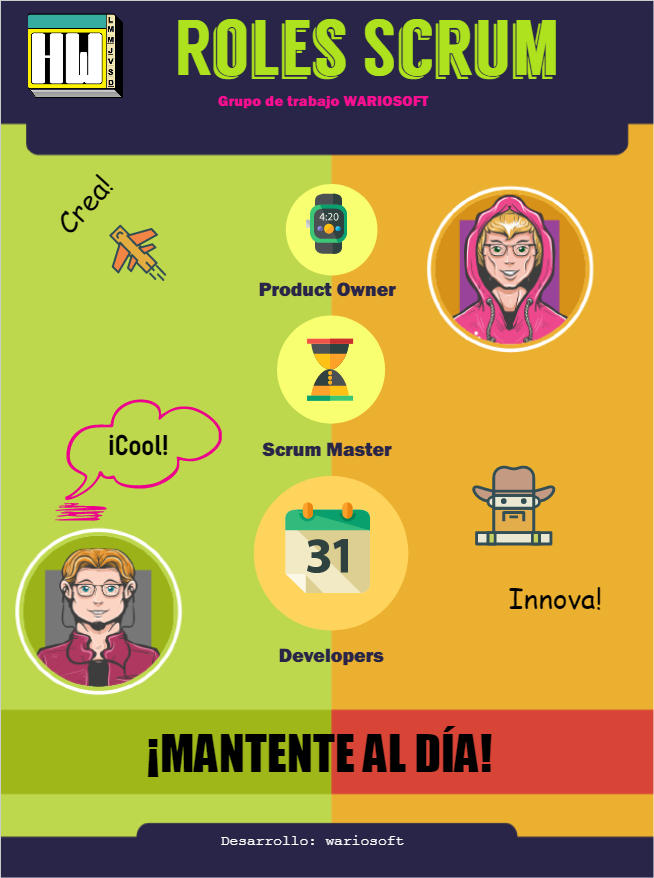 HW
L
M
M
J
V
S
D
ROLES SCRUM
Grupo de trabajo WARIOSOFT
Crea!
4:20
Product Owner
Scrum Master
¡Cool!
31
Innova!
Developers
¡MANTENTE AL DÍA!
Desarrollo: wariosoft